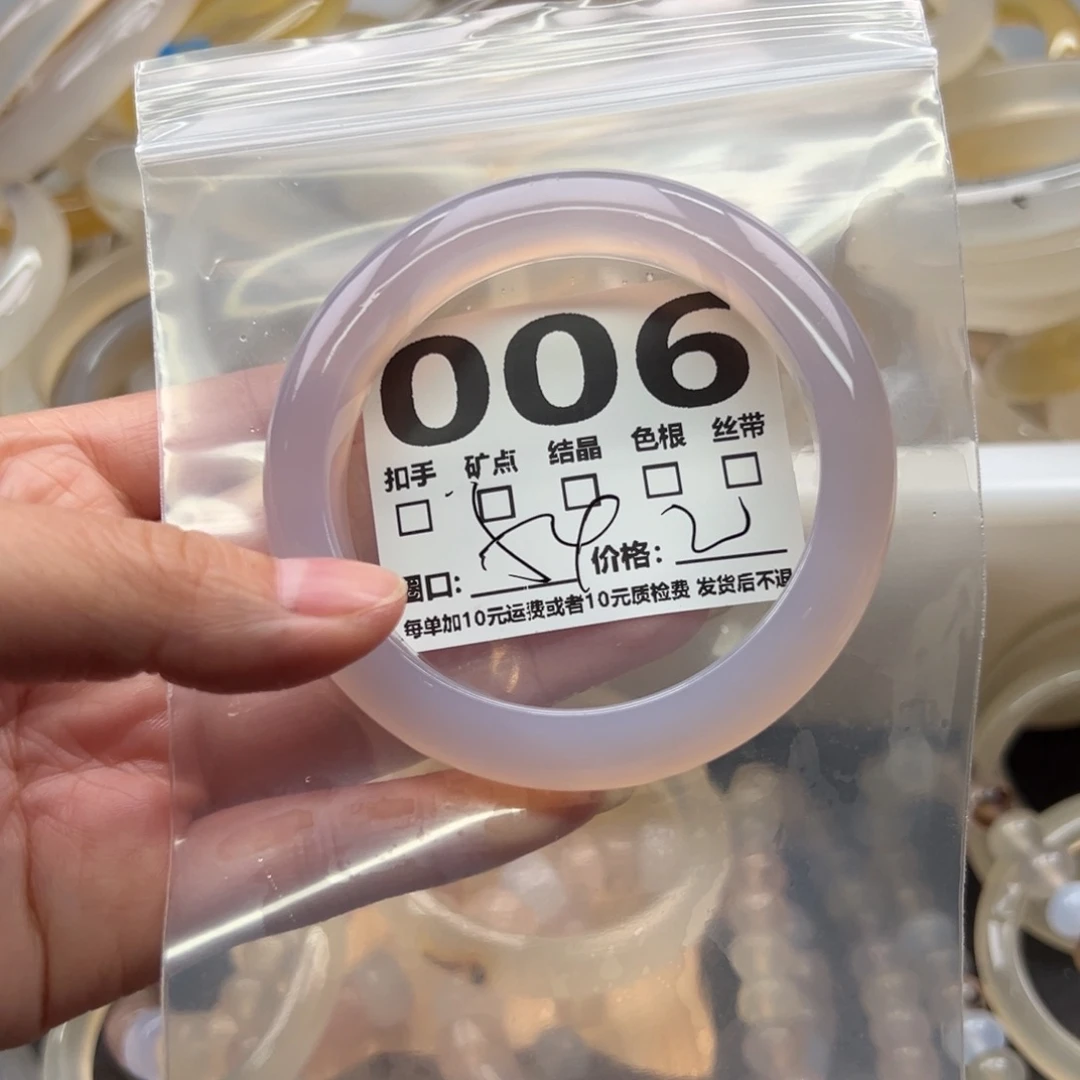 006
扣手 矿点 结晶 色根 丝带
圈口: 价格:
每单加10元运费或者10元质检费 发货后不退